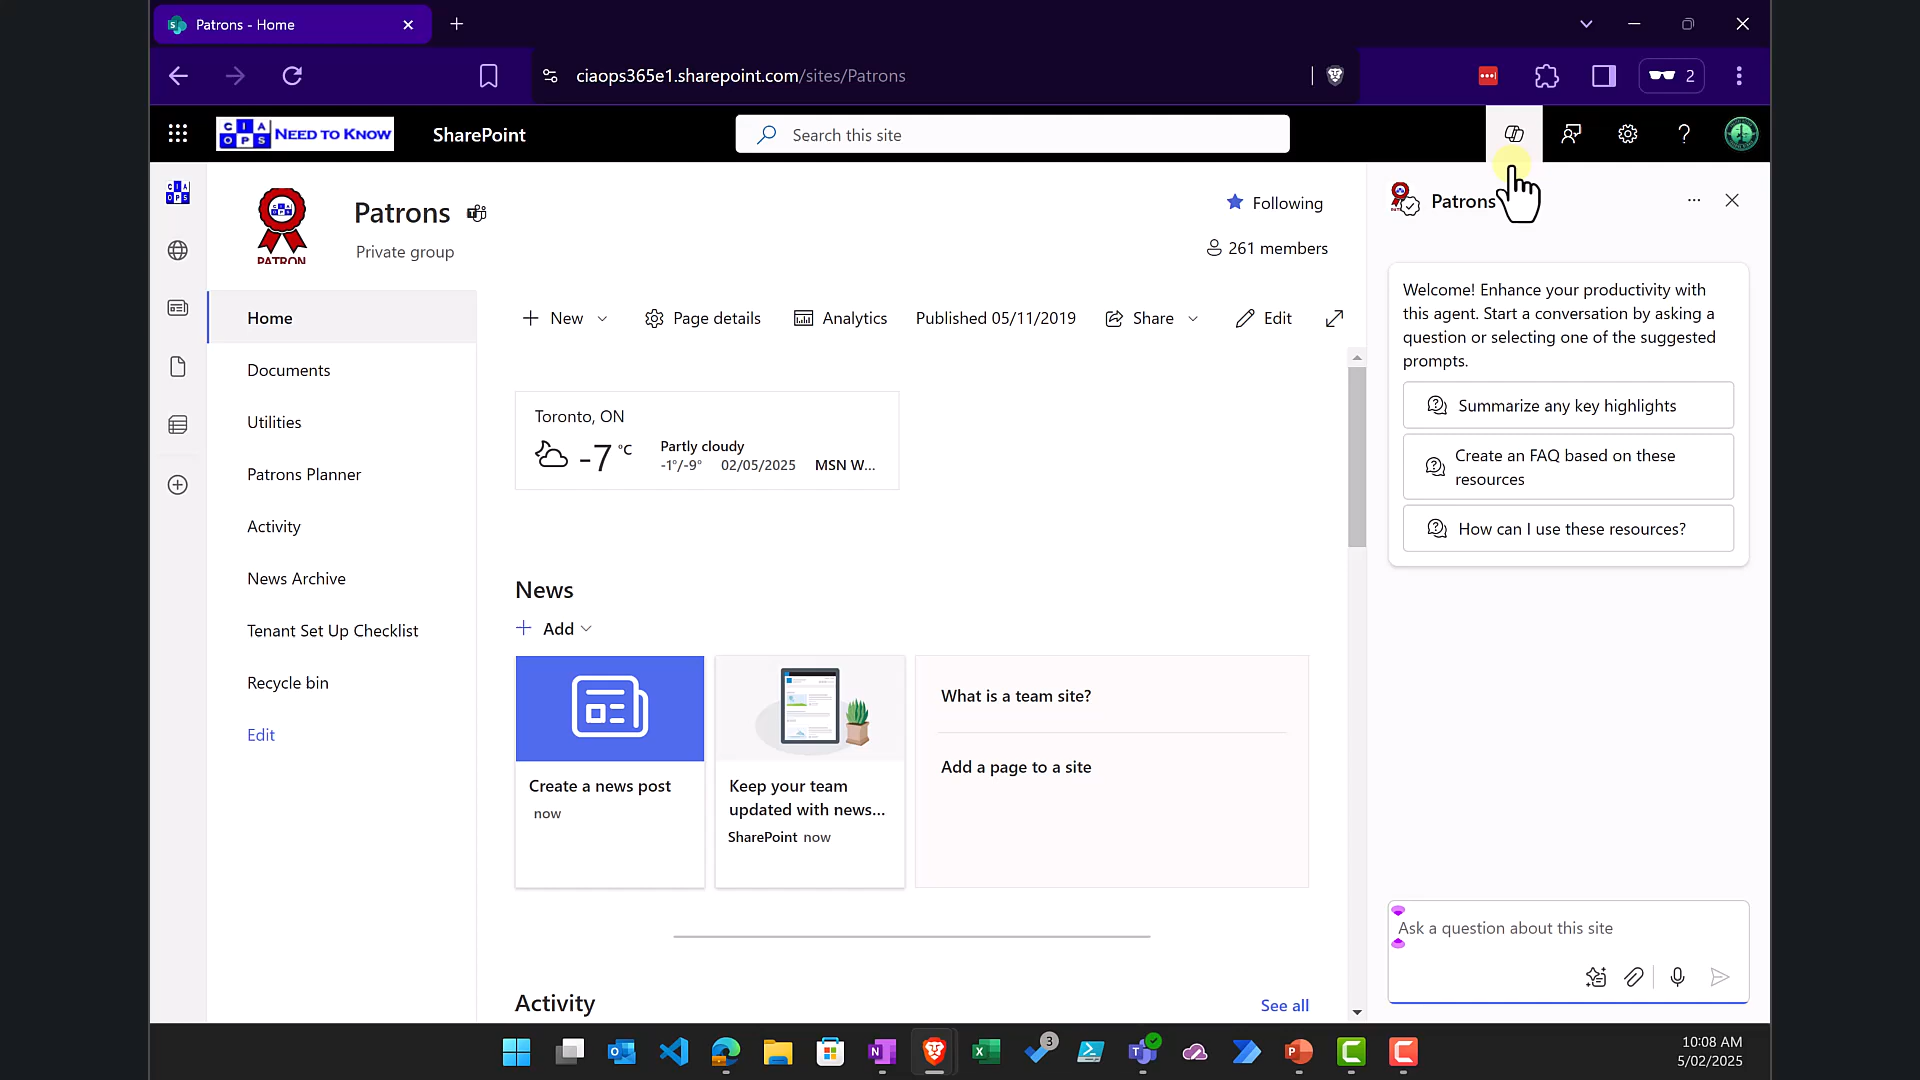 Patrons - Home
ciaops365e1.sharepoint.com/sites/Patrons
2
CIA
OPS
NEED TO KNOW
SharePoint
Search this site
CIA
OPS
PATRON
Patrons
Private group
Following
261 members
Patrons
Home
Documents
Utilities
Patrons Planner
Activity
News Archive
Tenant Set Up Checklist
Recycle bin
Edit
New
Page details
Analytics
Published 05/11/2019
Share
Edit
Toronto, ON
-7 °C
Partly cloudy
-1°/-9° 02/05/2025 MSN W...
News
Add
Create a news post
now
Keep your team
updated with news...
SharePoint now
What is a team site?
Add a page to a site
Activity
See all
Welcome! Enhance your productivity with
this agent. Start a conversation by asking a
question or selecting one of the suggested
prompts.
Summarize any key highlights
Create an FAQ based on these
resources
How can I use these resources?
Ask a question about this site
3
10:08 AM
5/02/2025